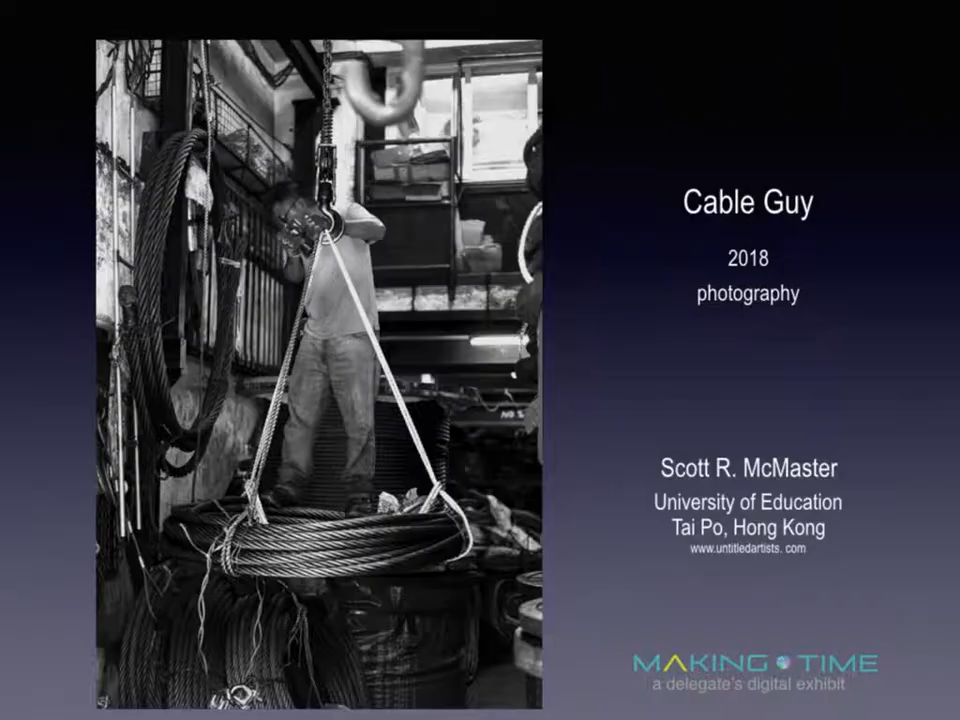 Cable Guy
2018
photography
Scott R. McMaster
University of Education
Tai Po, Hong Kong
www.untitledartists. com
MAKING TIME
a delegate's digital exhibit